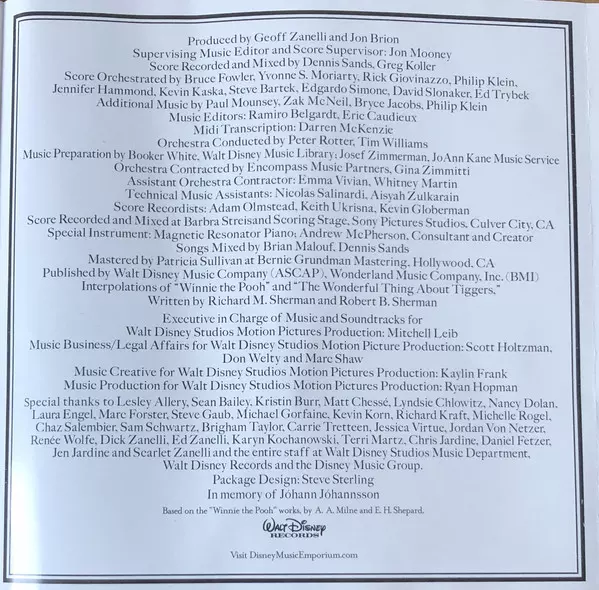 Produced by Geoff Zanelli and Jon Brion
Supervising Music Editor and Score Supervisor: Jon Mooney
Score Recorded and Mixed by Dennis Sands, Greg Koller
Score Orchestrated by Bruce Fowler, Yvonne S. Moriarty, Rick Giovinazzo, Philip Klein,
Jennifer Hammond, Kevin Kaska, Steve Bartek, Edgardo Simone, David Slonaker, Ed Trybek
Additional Music by Paul Mounsey, Zak McNeil, Bryce Jacobs, Philip Klein
Music Editors: Ramiro Belgardt, Eric Caudieux
Midi Transcription: Darren McKenzie
Orchestra Conducted by Peter Rotter, Tim Williams
Music Preparation by Booker White, Walt Disney Music Library; Josef Zimmerman, JoAnn Kane Music Service
Orchestra Contracted by Encompass Music Partners, Gina Zimmitti
Assistant Orchestra Contractor: Emma Vivian, Whitney Martin
Technical Music Assistants: Nicolas Salinardi, Aisyah Zulkarain
Score Recordists: Adam Olmstead, Keith Ukrisna, Kevin Globerman
Score Recorded and Mixed at Barbra Streisand Scoring Stage, Sony Pictures Studios, Culver City, CA
Special Instrument: Magnetic Resonator Piano; Andrew McPherson, Consultant and Creator
Songs Mixed by Brian Malouf, Dennis Sands
Mastered by Patricia Sullivan at Bernie Grundman Mastering, Hollywood, CA
Published by Walt Disney Music Company (ASCAP), Wonderland Music Company, Inc. (BMI)
Interpolations of "Winnie the Pooh" and "The Wonderful Thing About Tiggers,"
Written by Richard M. Sherman and Robert B. Sherman
Executive in Charge of Music and Soundtracks for
Walt Disney Studios Motion Pictures Production: Mitchell Leib
Music Business/Legal Affairs for Walt Disney Studios Motion Picture Production: Scott Holtzman,
Don Welty and Marc Shaw
Music Creative for Walt Disney Studios Motion Pictures Production: Kaylin Frank
Music Production for Walt Disney Studios Motion Pictures Production: Ryan Hopman
Special thanks to Lesley Allery, Sean Bailey, Kristin Burr, Matt Chessé, Lyndsie Chlowitz, Nancy Dolan,
Laura Engel, Marc Forster, Steve Gaub, Michael Gorfaine, Kevin Korn, Richard Kraft, Michelle Rogel,
Chaz Salembier, Sam Schwartz, Brigham Taylor, Carrie Tretteen, Jessica Virtue, Jordan Von Netzer,
Renée Wolfe, Dick Zanelli, Ed Zanelli, Karyn Kochanowski, Terri Martz, Chris Jardine, Daniel Fetzer,
Jen Jardine and Scarlet Zanelli and the entire staff at Walt Disney Studios Music Department,
Walt Disney Records and the Disney Music Group.
Package Design: Steve Sterling
In memory of Jóhann Jóhannsson
Based on the "Winnie the Pooh" works, by A. A. Milne and E. H. Shepard.
WALT DISNEY
RECORDS
Visit DisneyMusicEmporium.com